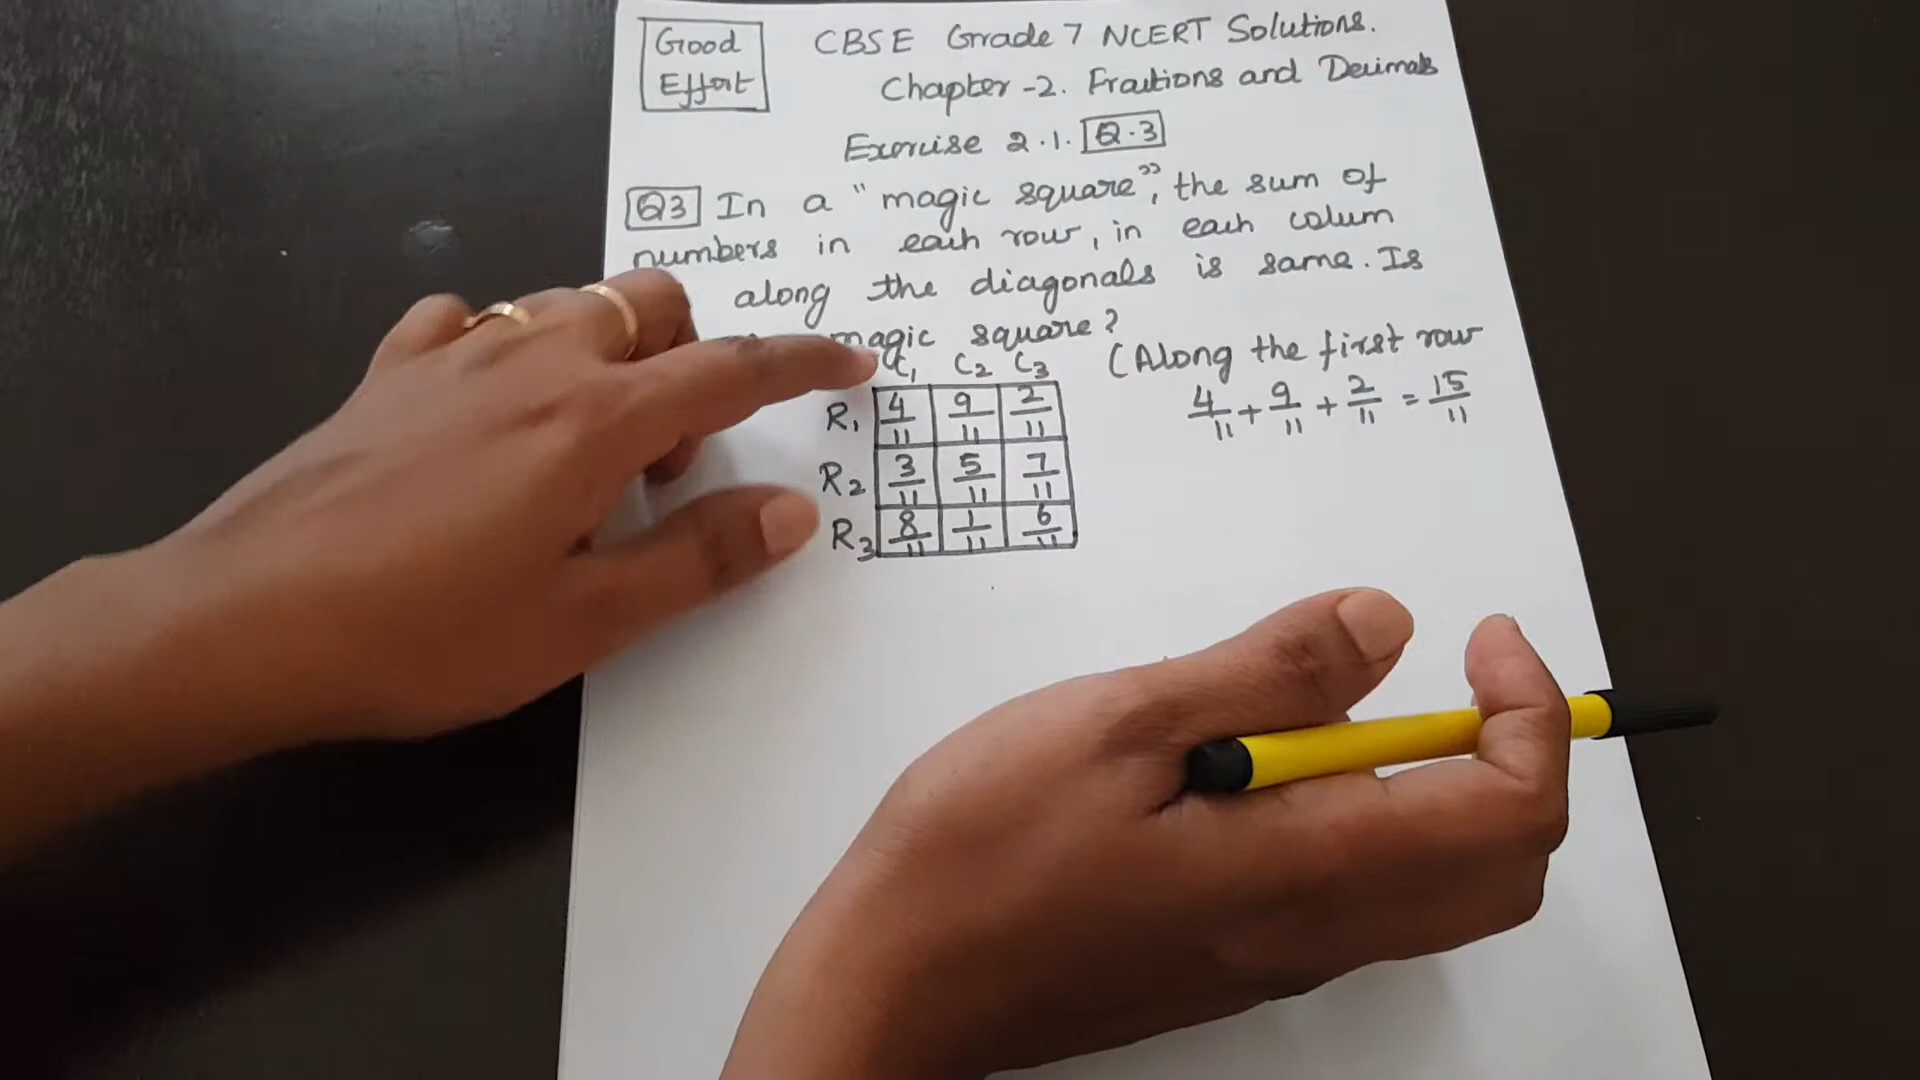 Good
Effort
CBSE Grade 7 NCERT Solutions.
Chapter -2. Fractions and Decimals
Exercise 2.1. Q.3
Q3 In a "magic square", the sum of
numbers in each row, in each colum
along the diagonals is same. Is
magic square?
(Along the first row
C1 C2 C3
R1 4/11 9/11 2/11
4/11 + 9/11 + 2/11 = 15/11
R2 3/11 5/11 7/11
R3 8/11 1/11 6/11